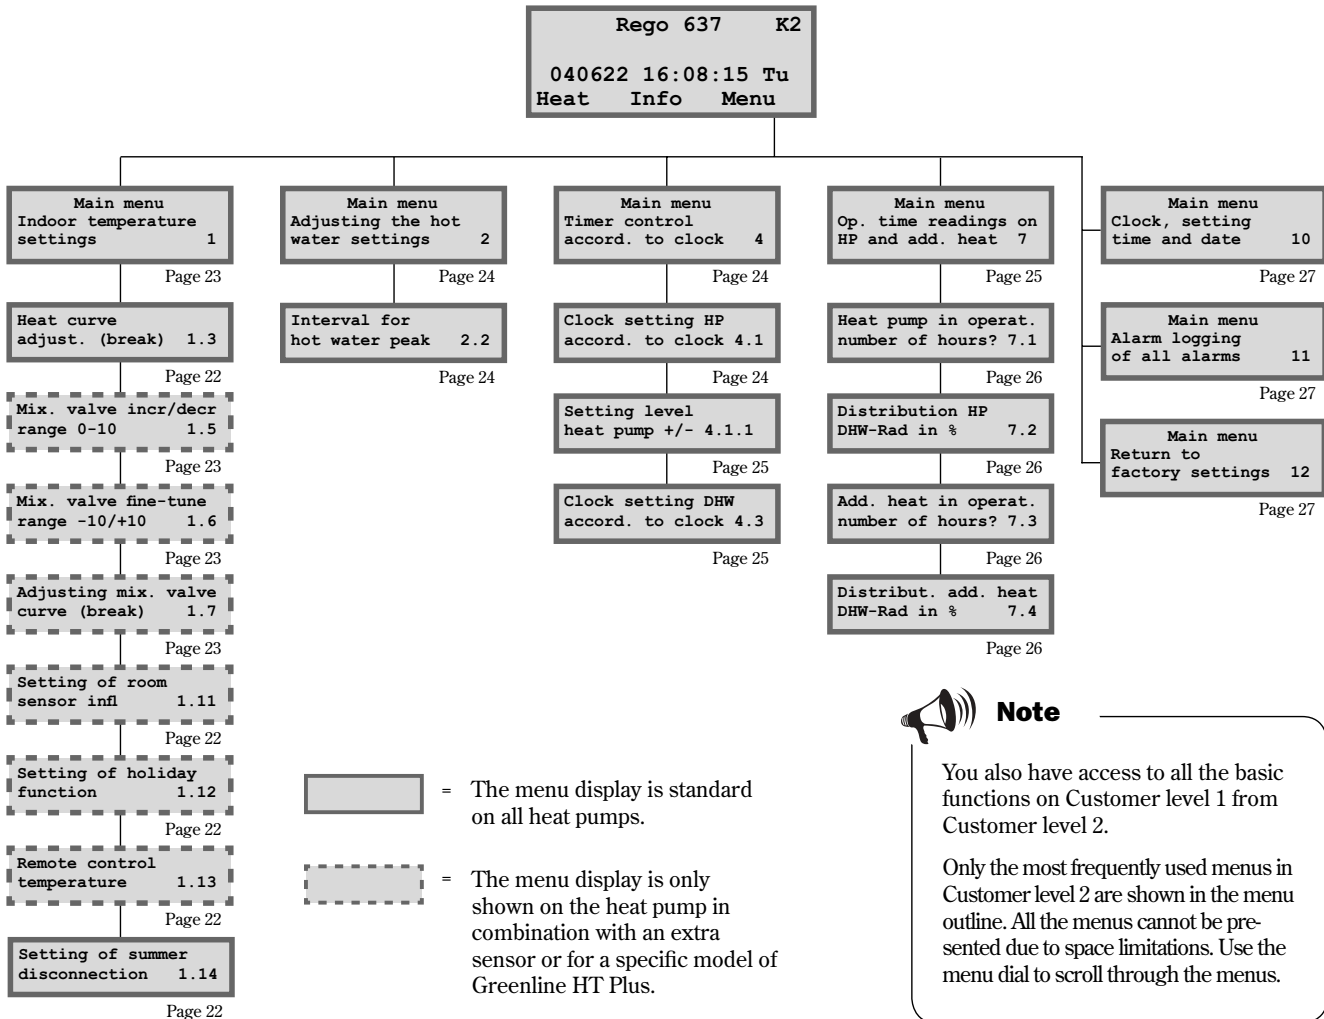 Rego 637 K2
040622 16:08:15 Tu
Heat Info Menu
Main menu
Indoor temperature
settings 1
Page 23
Heat curve
adjust. (break) 1.3
Page 22
Mix. valve incr/decr
range 0-10 1.5
Page 23
Mix. valve fine-tune
range -10/+10 1.6
Page 23
Adjusting mix. valve
curve (break) 1.7
Page 23
Setting of room
sensor infl 1.11
Page 22
Setting of holiday
function 1.12
Page 22
Remote control
temperature 1.13
Page 22
Setting of summer
disconnection 1.14
Page 22
Main menu
Adjusting the hot
water settings 2
Page 24
Interval for
hot water peak 2.2
Page 24
Main menu
Timer control
accord. to clock 4
Page 24
Clock setting HP
accord. to clock 4.1
Page 24
Setting level
heat pump +/- 4.1.1
Page 25
Clock setting DHW
accord. to clock 4.3
Page 25
Main menu
Op. time readings on
HP and add. heat 7
Page 25
Heat pump in operat.
number of hours? 7.1
Page 26
Distribution HP
DHW-Rad in % 7.2
Page 26
Add. heat in operat.
number of hours? 7.3
Page 26
Distribut. add. heat
DHW-Rad in % 7.4
Page 26
Main menu
Clock, setting
time and date 10
Page 27
Main menu
Alarm logging
of all alarms 11
Page 27
Main menu
Return to
factory settings 12
Page 27
= The menu display is standard
on all heat pumps.
= The menu display is only
shown on the heat pump in
combination with an extra
sensor or for a specific model of
Greenline HT Plus.
Note
You also have access to all the basic
functions on Customer level 1 from
Customer level 2.
Only the most frequently used menus in
Customer level 2 are shown in the menu
outline. All the menus cannot be pre-
sented due to space limitations. Use the
menu dial to scroll through the menus.